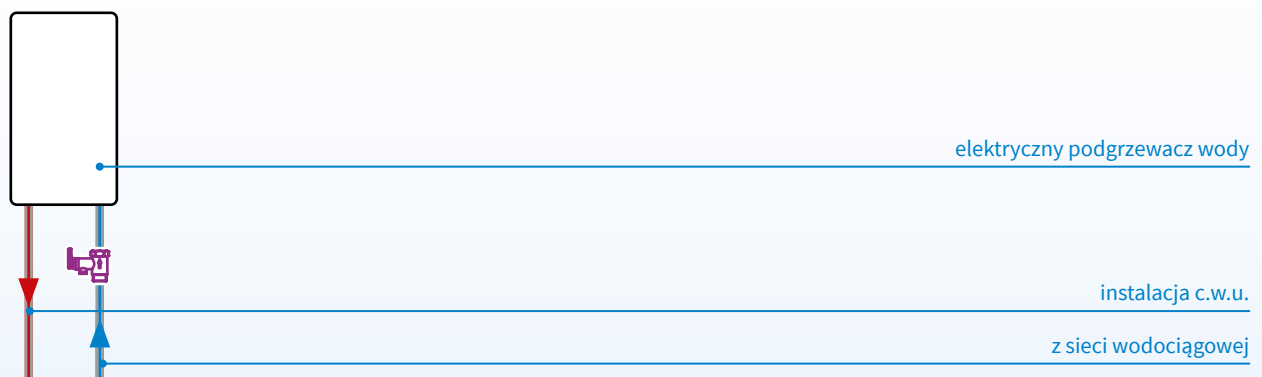 elektryczny podgrzewacz wody
instalacja c.w.u.
z sieci wodociągowej